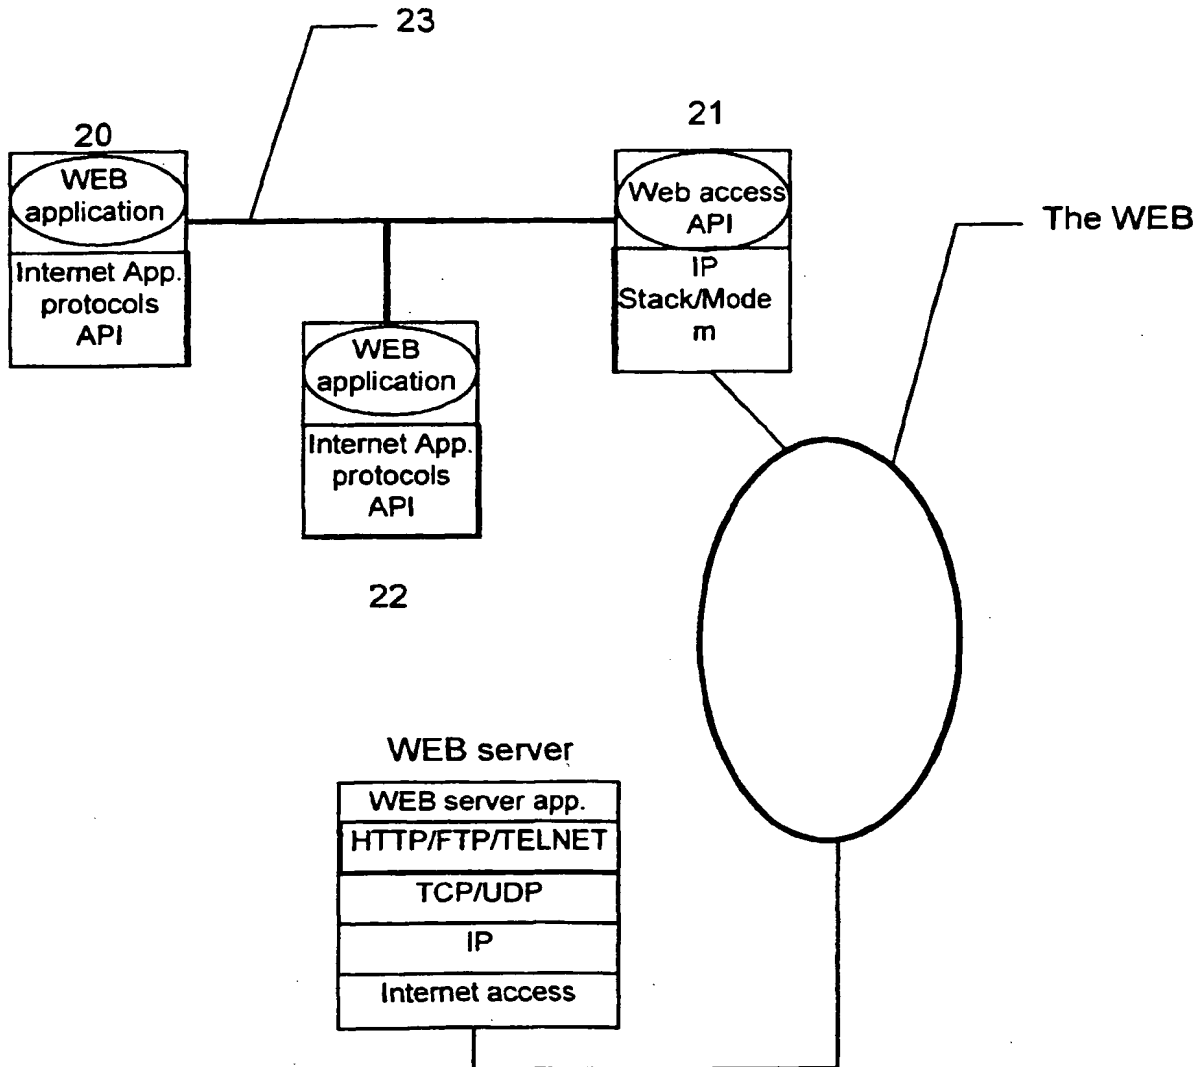 23
20
21
WEB
application
Web access
API
The WEB
Internet App.
protocols
API
IP
Stack/Mode
m
WEB
application
Internet App.
protocols
API
22
WEB server
WEB server app.
HTTP/FTP/TELNET
TCP/UDP
IP
Internet access